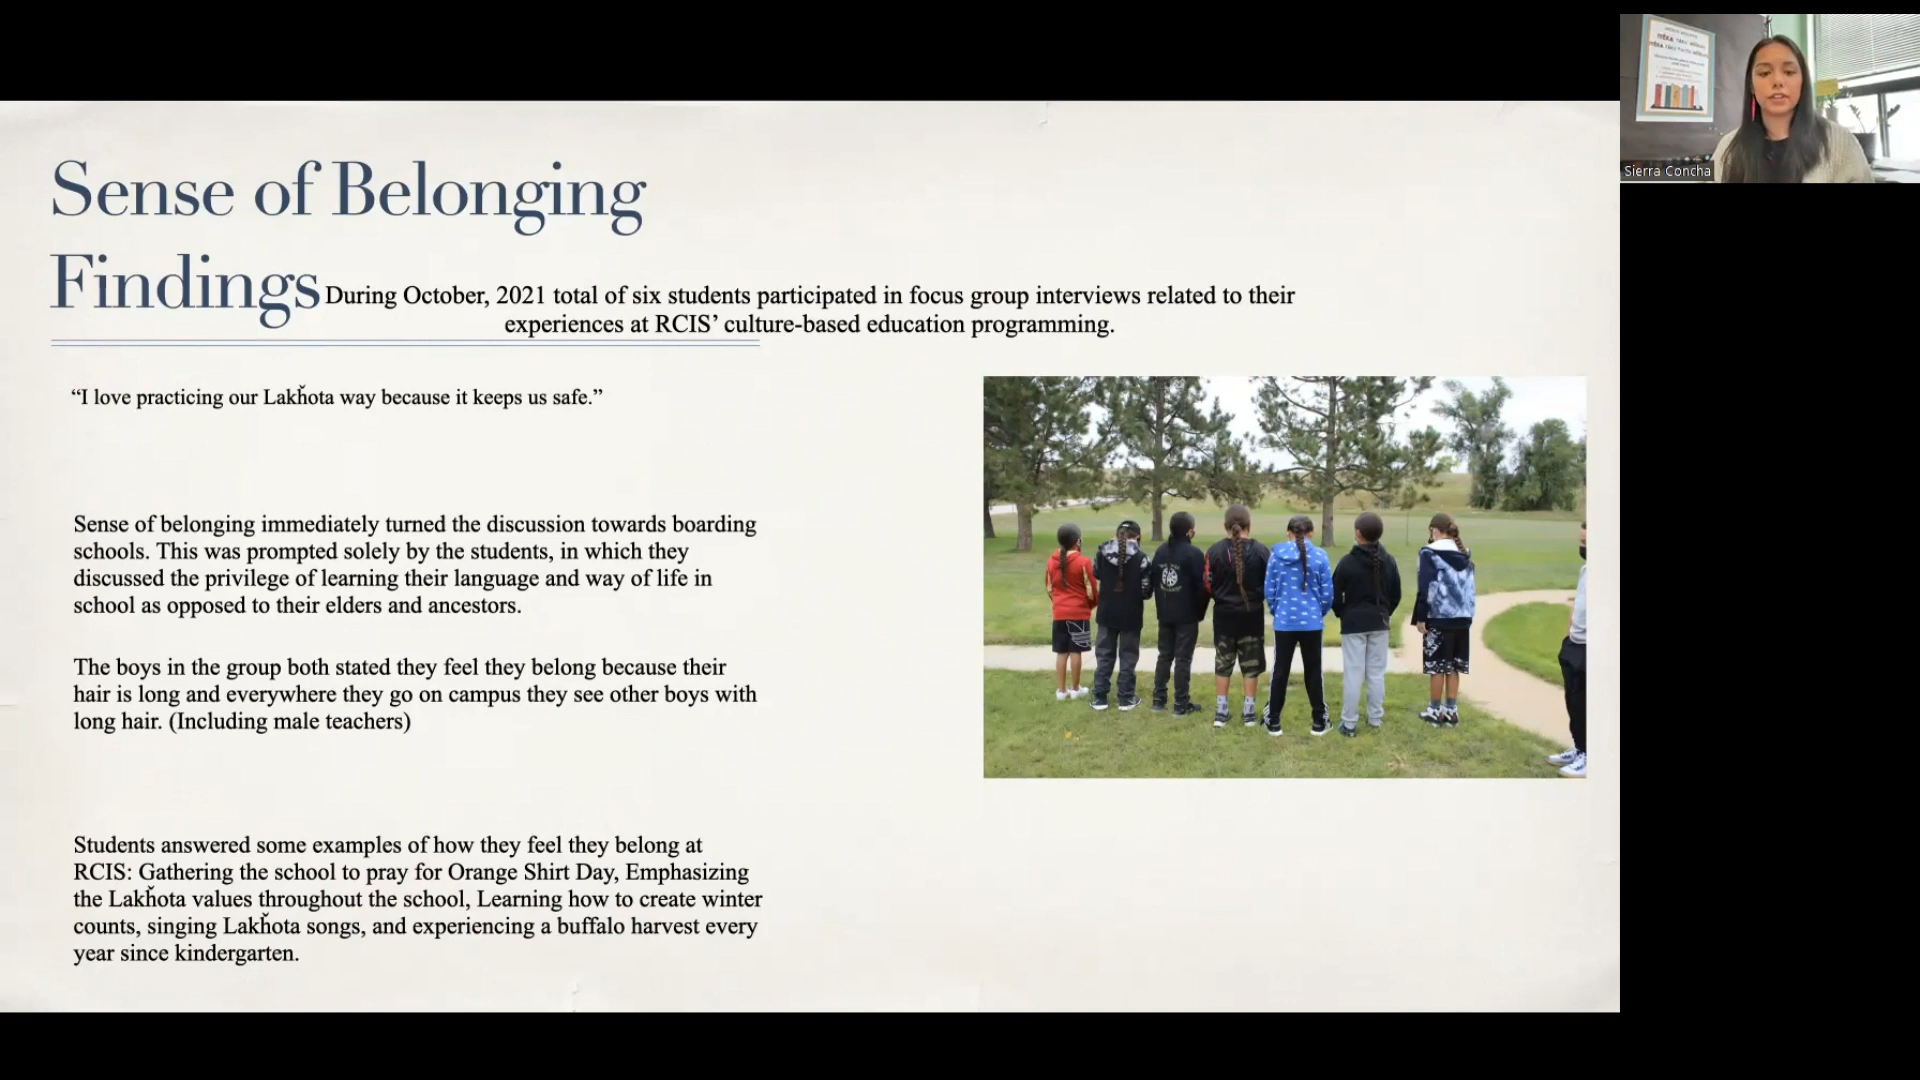 Sense of Belonging
Findings
During October, 2021 total of six students participated in focus group interviews related to their
experiences at RCIS’ culture-based education programming.
“I love practicing our Lakȟota way because it keeps us safe.”
Sense of belonging immediately turned the discussion towards boarding
schools. This was prompted solely by the students, in which they
discussed the privilege of learning their language and way of life in
school as opposed to their elders and ancestors.
The boys in the group both stated they feel they belong because their
hair is long and everywhere they go on campus they see other boys with
long hair. (Including male teachers)
Students answered some examples of how they feel they belong at
RCIS: Gathering the school to pray for Orange Shirt Day, Emphasizing
the Lakȟota values throughout the school, Learning how to create winter
counts, singing Lakȟota songs, and experiencing a buffalo harvest every
year since kindergarten.
Sierra Concha